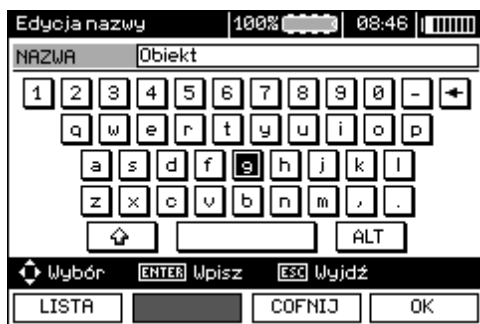 Edycja nazwy 100% 08:46
NAZWA Obiekt
1 2 3 4 5 6 7 8 9 0 -
q w e r t y u i o p
a s d f g h j k l
z x c v b n m , .
ALT
Wybór ENTER Wpisz ESC Wyjdź
LISTA COFNIJ OK